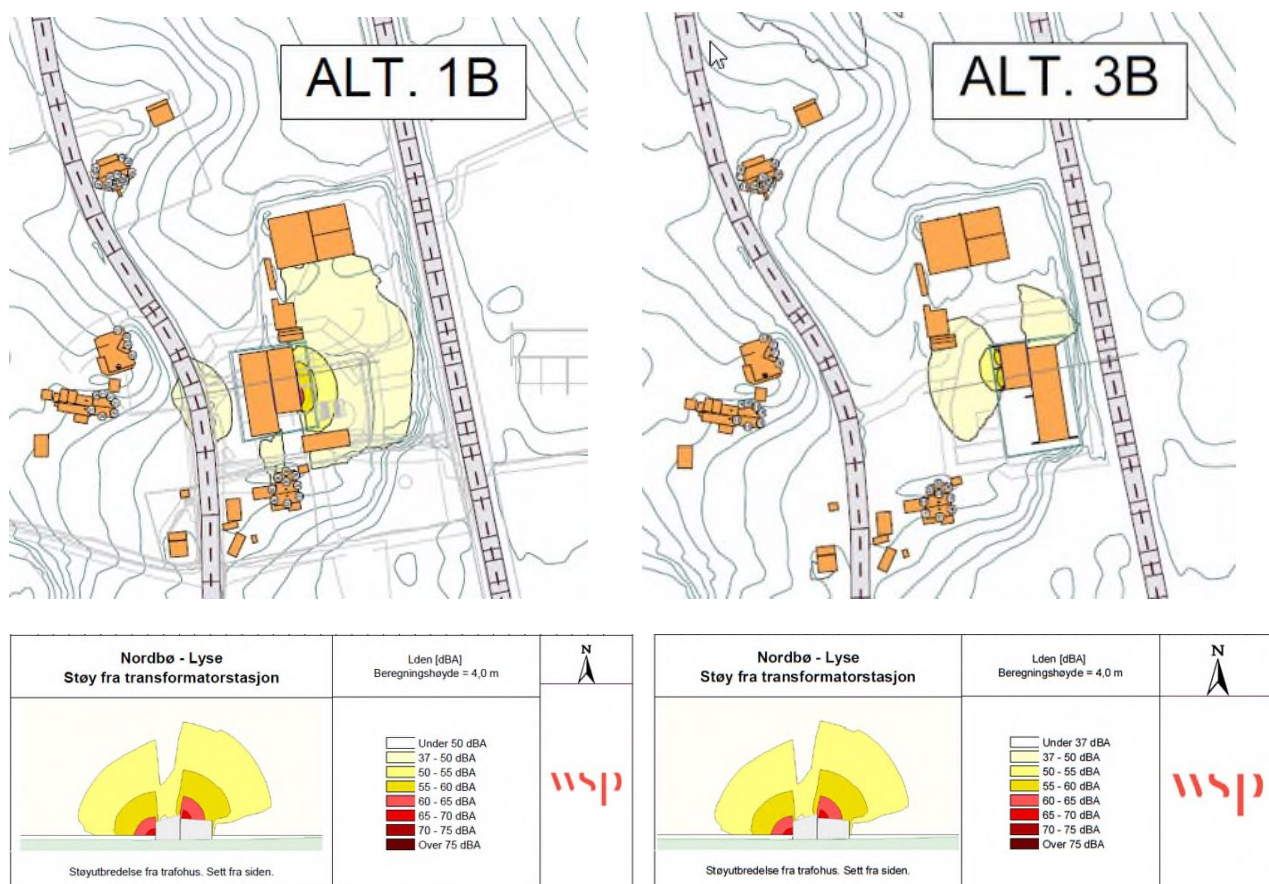 ALT. 1B
ALT. 3B
Nordbø - Lyse
Støy fra transformatorstasjon
Lden [dBA]
Beregningshøyde = 4,0 m
N
Under 50 dBA
37 - 50 dBA
50 - 55 dBA
55 - 60 dBA
60 - 65 dBA
65 - 70 dBA
70 - 75 dBA
Over 75 dBA
wsp
Støyutbredelse fra trafohus. Sett fra siden.
Nordbø - Lyse
Støy fra transformatorstasjon
Lden [dBA]
Beregningshøyde = 4,0 m
N
Under 37 dBA
37 - 50 dBA
50 - 55 dBA
55 - 60 dBA
60 - 65 dBA
65 - 70 dBA
70 - 75 dBA
Over 75 dBA
wsp
Støyutbredelse fra trafohus. Sett fra siden.